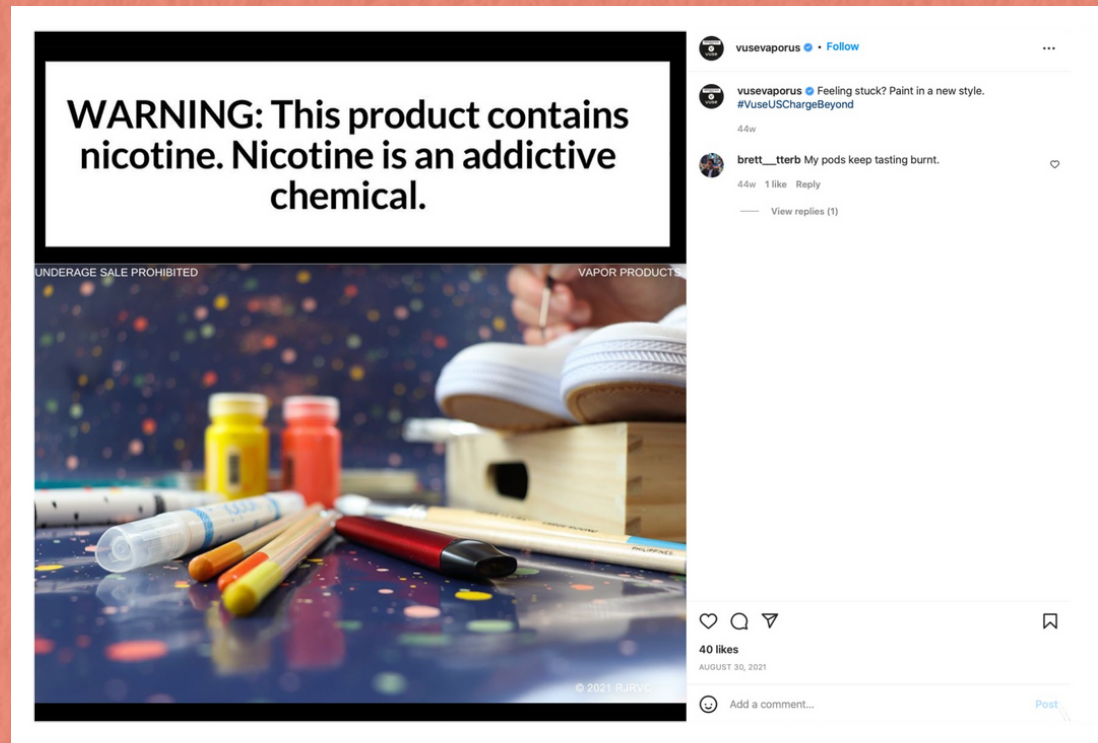 WARNING: This product contains
nicotine. Nicotine is an addictive
chemical.
UNDERAGE SALE PROHIBITED
VAPOR PRODUCTS
PHILIPPINES
© 2021 RJRVC
vusevaporus • Follow
vusevaporus Feeling stuck? Paint in a new style.
#VuseUSChargeBeyond
44w
brett__tterb My pods keep tasting burnt.
44w 1 like Reply
View replies (1)
40 likes
AUGUST 30, 2021
Add a comment... Post